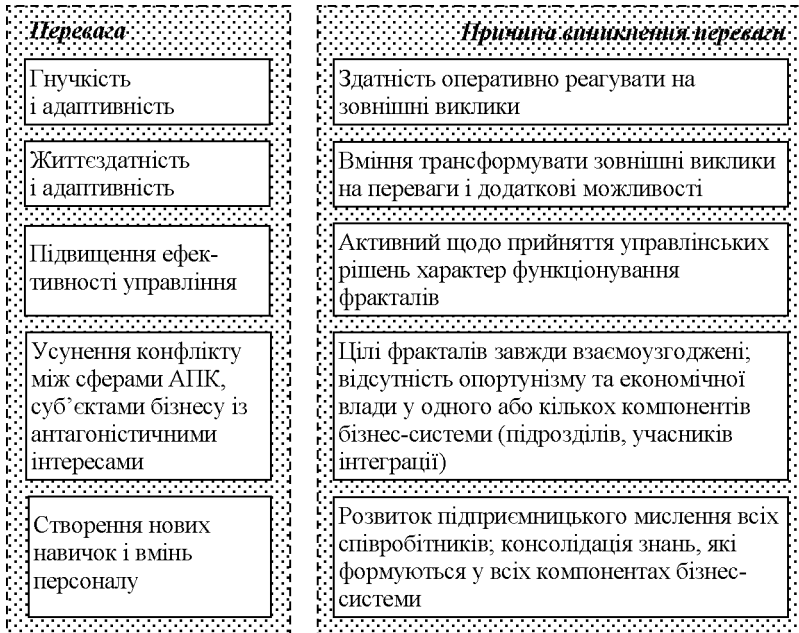 Перевага
Причина виникнення переваги
Гнучкість
і адаптивність
Здатність оперативно реагувати на
зовнішні виклики
Життєздатність
і адаптивність
Вміння трансформувати зовнішні виклики
на переваги і додаткові можливості
Підвищення ефек-
тивності управління
Активний щодо прийняття управлінських
рішень характер функціонування
фракталів
Усунення конфлікту
між сферами АПК,
суб’єктами бізнесу із
антагоністичними
інтересами
Цілі фракталів завжди взаємоузгоджені;
відсутність опортунізму та економічної
влади у одного або кількох компонентів
бізнес-системи (підрозділів, учасників
інтеграції)
Створення нових
навичок і вмінь
персоналу
Розвиток підприємницького мислення всіх
співробітників; консолідація знань, які
формуються у всіх компонентах бізнес-
системи